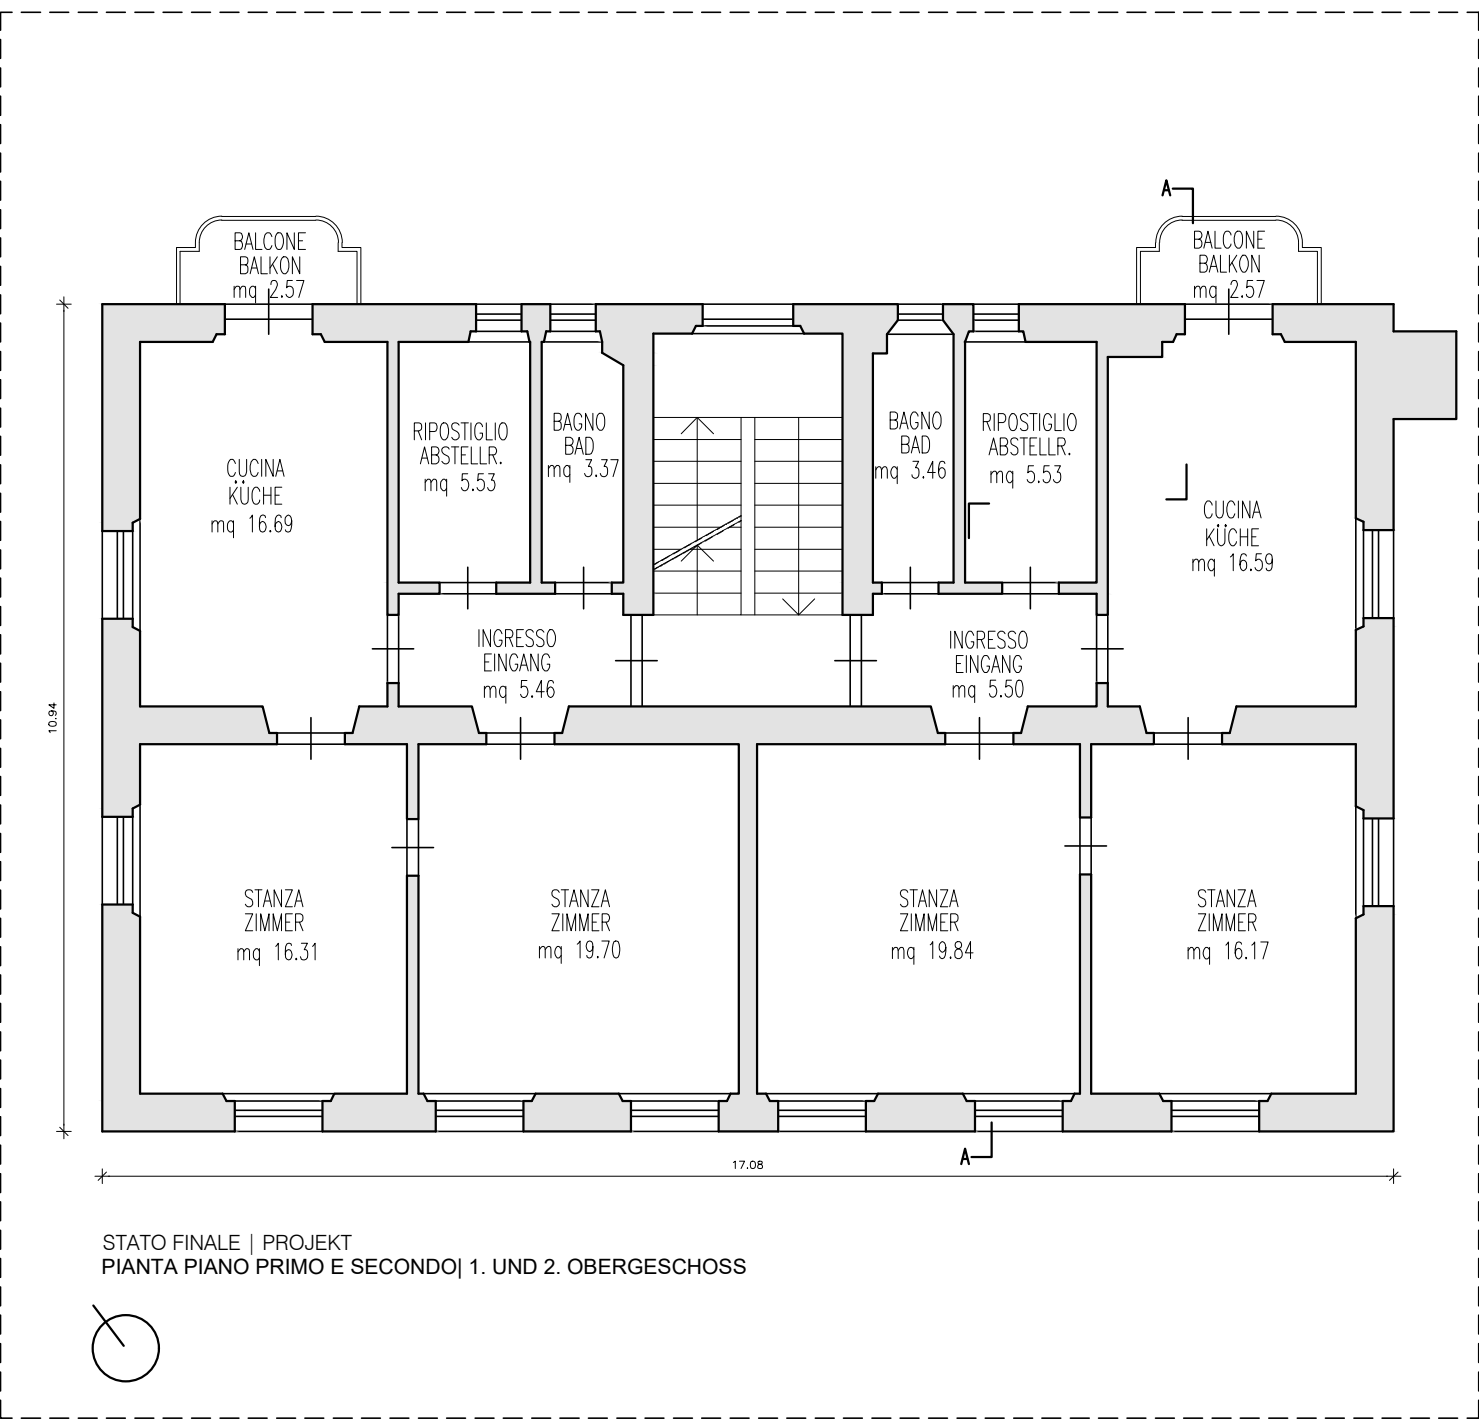 A
BALCONE
BALKON
mq 2.57
BALCONE
BALKON
mq 2.57
RIPOSTIGLIO
ABSTELLR.
mq 5.53
BAGNO
BAD
mq 3.37
BAGNO
BAD
mq 3.46
RIPOSTIGLIO
ABSTELLR.
mq 5.53
CUCINA
KÜCHE
mq 16.69
CUCINA
KÜCHE
mq 16.59
INGRESSO
EINGANG
mq 5.46
INGRESSO
EINGANG
mq 5.50
10.94
STANZA
ZIMMER
mq 16.31
STANZA
ZIMMER
mq 19.70
STANZA
ZIMMER
mq 19.84
STANZA
ZIMMER
mq 16.17
A
17.08
STATO FINALE | PROJEKT
PIANTA PIANO PRIMO E SECONDO| 1. UND 2. OBERGESCHOSS